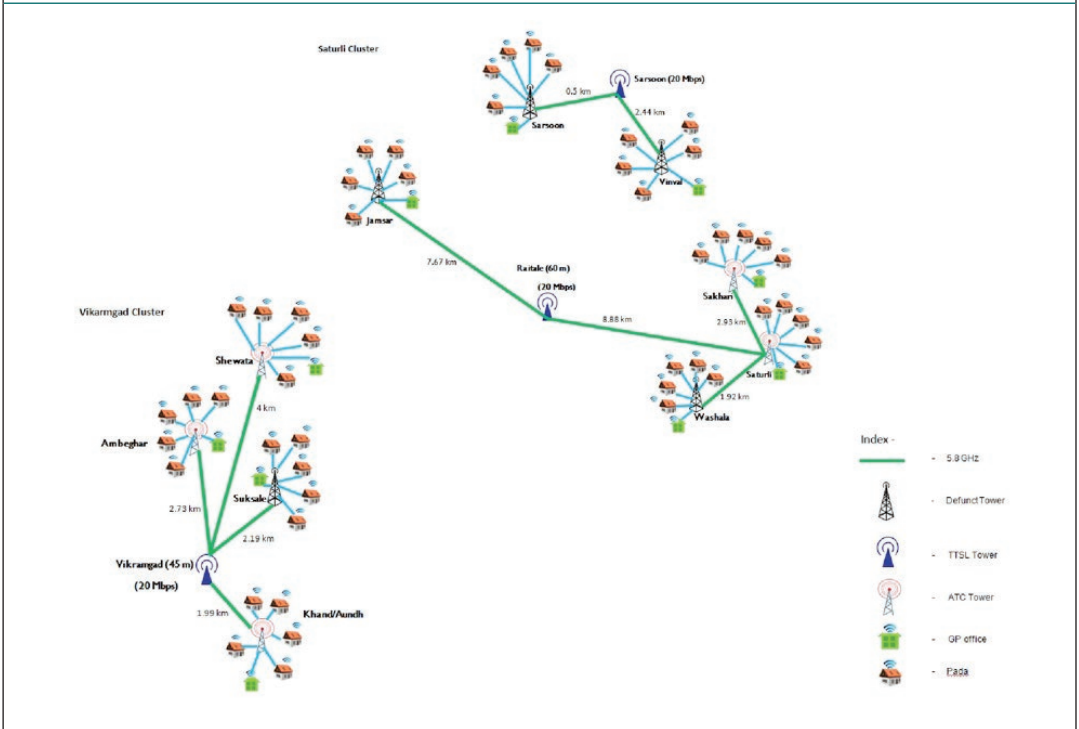 Saturli Cluster
Sarsoon (20 Mbps)
0.5 km
2.44 km
Sarsoon
Vinval
Jamsar
7.67 km
Raitale (60 m)
(20 Mbps)
8.88 km
Sakhari
2.93 km
Saturli
1.92 km
Washala
Vikarmgad Cluster
Shewata
4 km
Ambeghar
Suksale
2.73 km
2.19 km
Vikramgad (45 m)
(20 Mbps)
1.99 km
Khand/Aundh
Index -
- 5.8 GHz
- Defunct Tower
- TTSL Tower
- ATC Tower
- GP office
- Pada